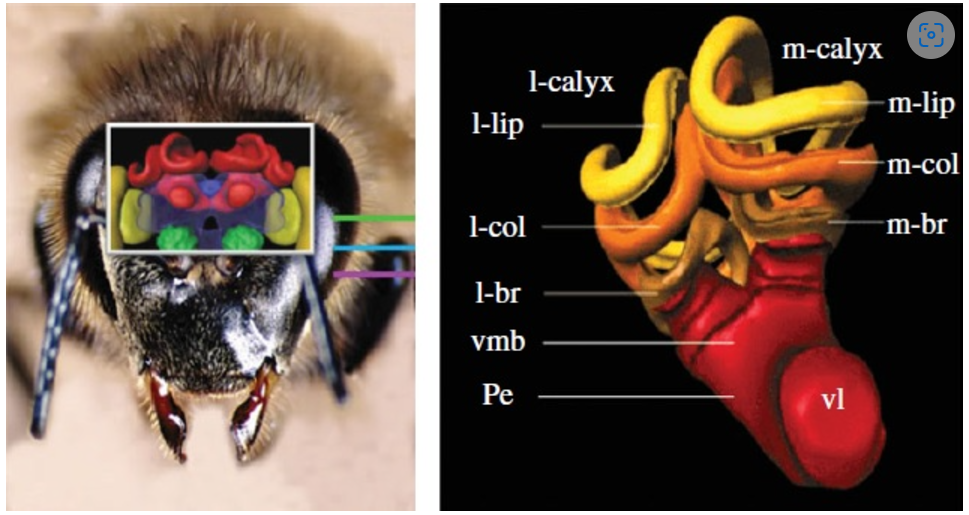 l-calyx
m-calyx
l-lip
m-lip
m-col
l-col
m-br
l-br
vmb
Pe
vl